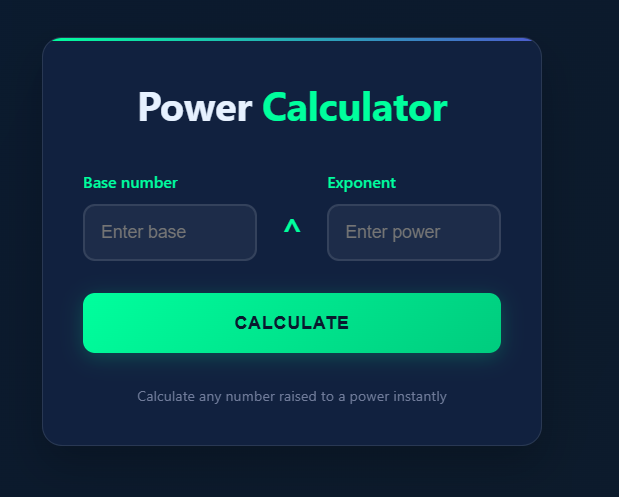 Power Calculator
Base number
Exponent
Enter base
^
Enter power
CALCULATE
Calculate any number raised to a power instantly